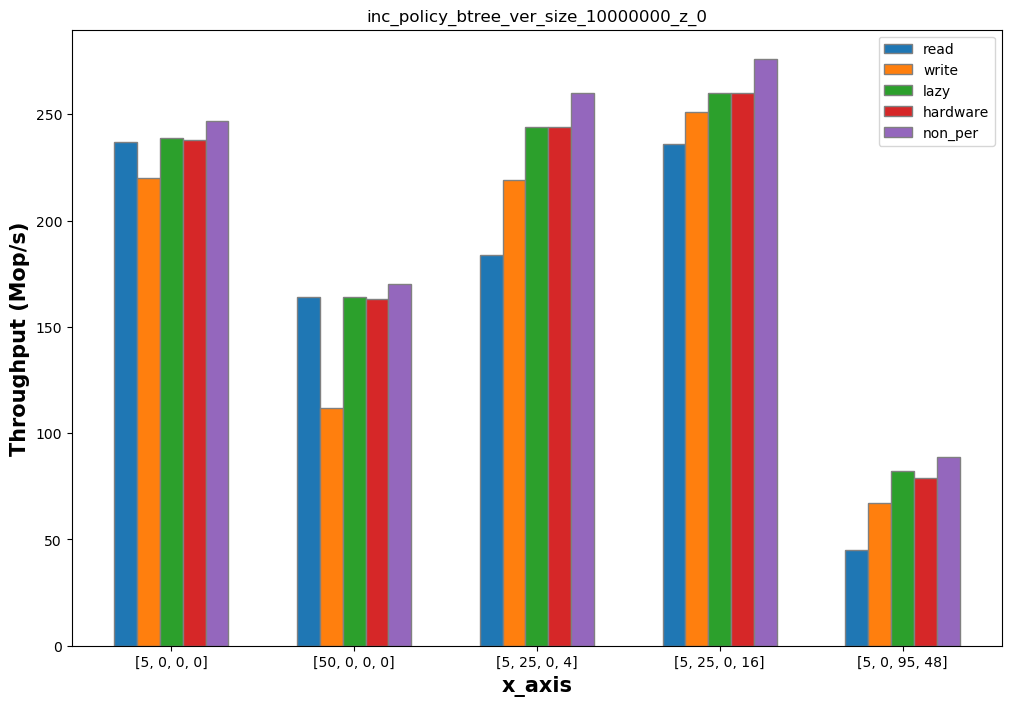 inc_policy_btree_ver_size_10000000_z_0
read
write
lazy
hardware
non_per
Throughput (Mop/s)
250
200
150
100
50
0
[5, 0, 0, 0]
[50, 0, 0, 0]
[5, 25, 0, 4]
[5, 25, 0, 16]
[5, 0, 95, 48]
x_axis